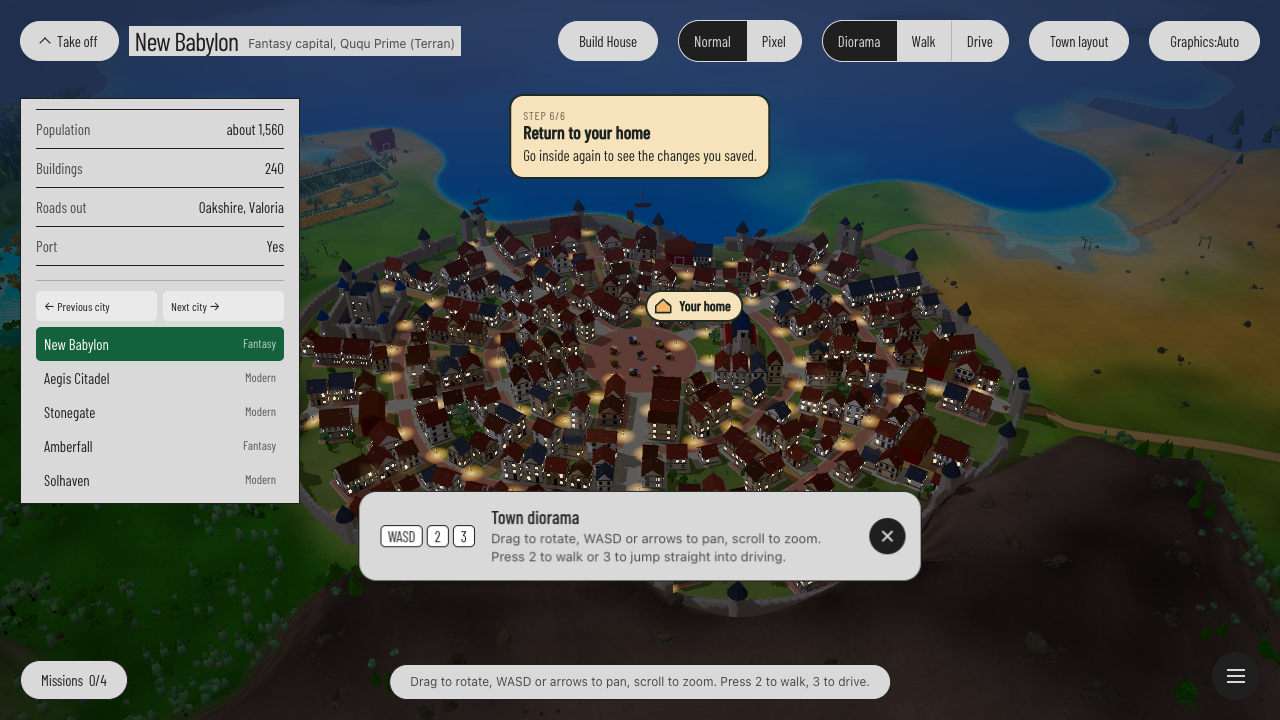 Take off
New Babylon Fantasy capital, Ququ Prime (Terran)
Build House
Normal Pixel
Diorama Walk Drive
Town layout
Graphics:Auto
Population about 1,560
Buildings 240
Roads out Oakshire, Valoria
Port Yes
← Previous city
Next city →
New Babylon Fantasy
Aegis Citadel Modern
Stonegate Modern
Amberfall Fantasy
Solhaven Modern
STEP 6/6
Return to your home
Go inside again to see the changes you saved.
Your home
WASD 2 3
Town diorama
Drag to rotate, WASD or arrows to pan, scroll to zoom.
Press 2 to walk or 3 to jump straight into driving.
Missions 0/4
Drag to rotate, WASD or arrows to pan, scroll to zoom. Press 2 to walk, 3 to drive.